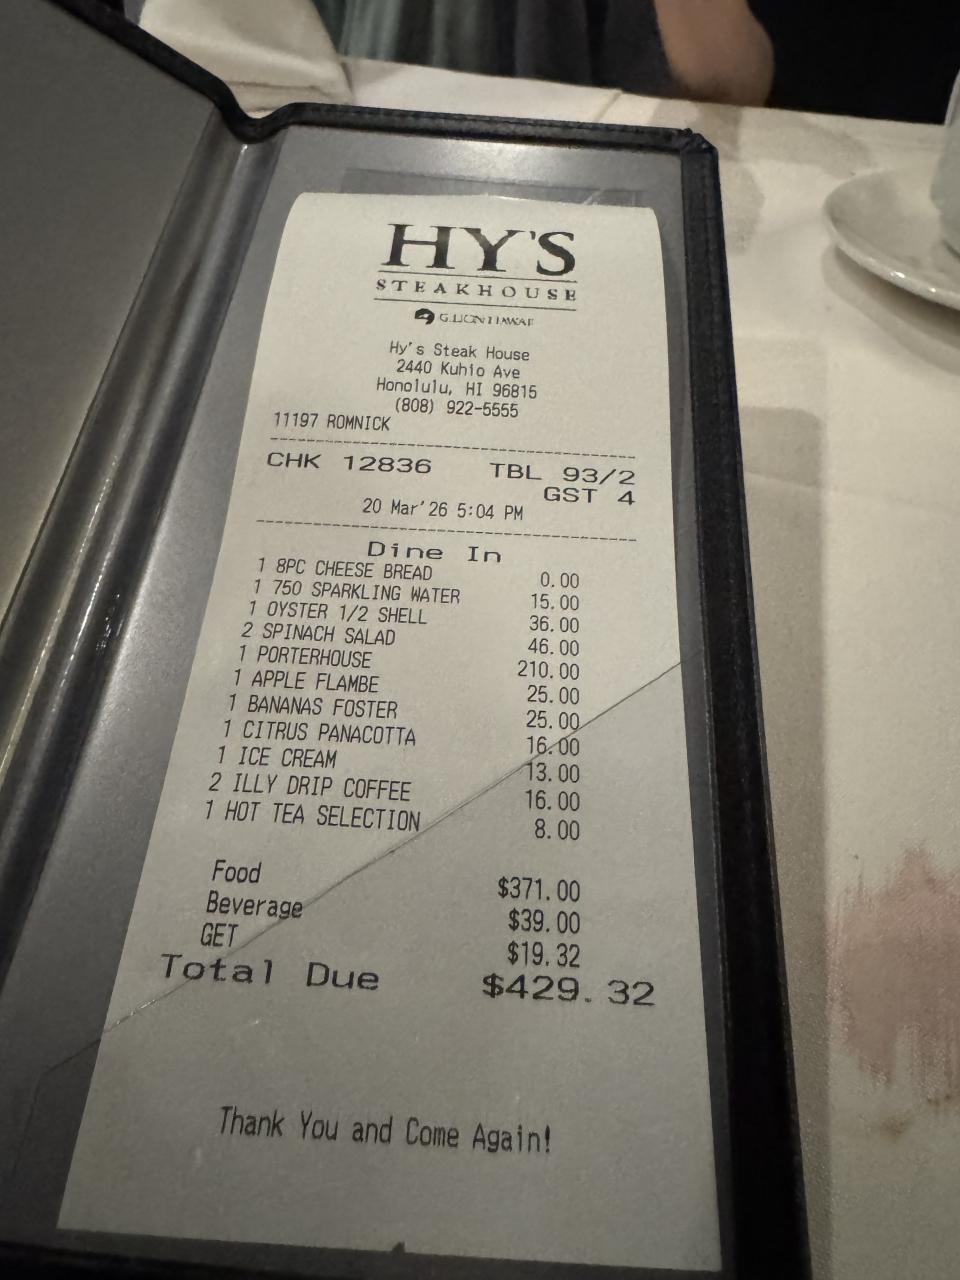 HY'S
STEAKHOUSE
Hy's Steak House
2440 Kuhio Ave
Honolulu, HI 96815
(808) 922-5555
11197 ROMNICK
CHK 12836 TBL 93/2
GST 4
20 Mar'26 5:04 PM
Dine In
1 8PC CHEESE BREAD 0.00
1 750 SPARKLING WATER 15.00
1 OYSTER 1/2 SHELL 36.00
2 SPINACH SALAD 46.00
1 PORTERHOUSE 210.00
1 APPLE FLAMBE 25.00
1 BANANAS FOSTER 25.00
1 CITRUS PANACOTTA 16.00
1 ICE CREAM 13.00
2 ILLY DRIP COFFEE 16.00
1 HOT TEA SELECTION 8.00
Food $371.00
Beverage $39.00
GET $19.32
Total Due $429.32
Thank You and Come Again!